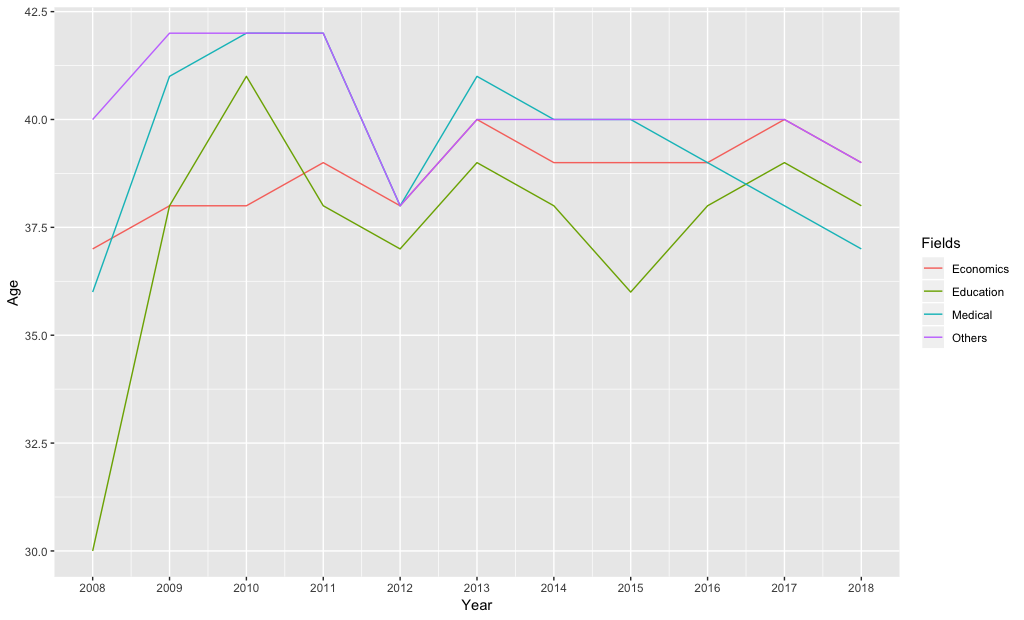 42.5
40.0
37.5
35.0
32.5
30.0
Age
2008 2009 2010 2011 2012 2013 2014 2015 2016 2017 2018
Year
Fields
Economics
Education
Medical
Others